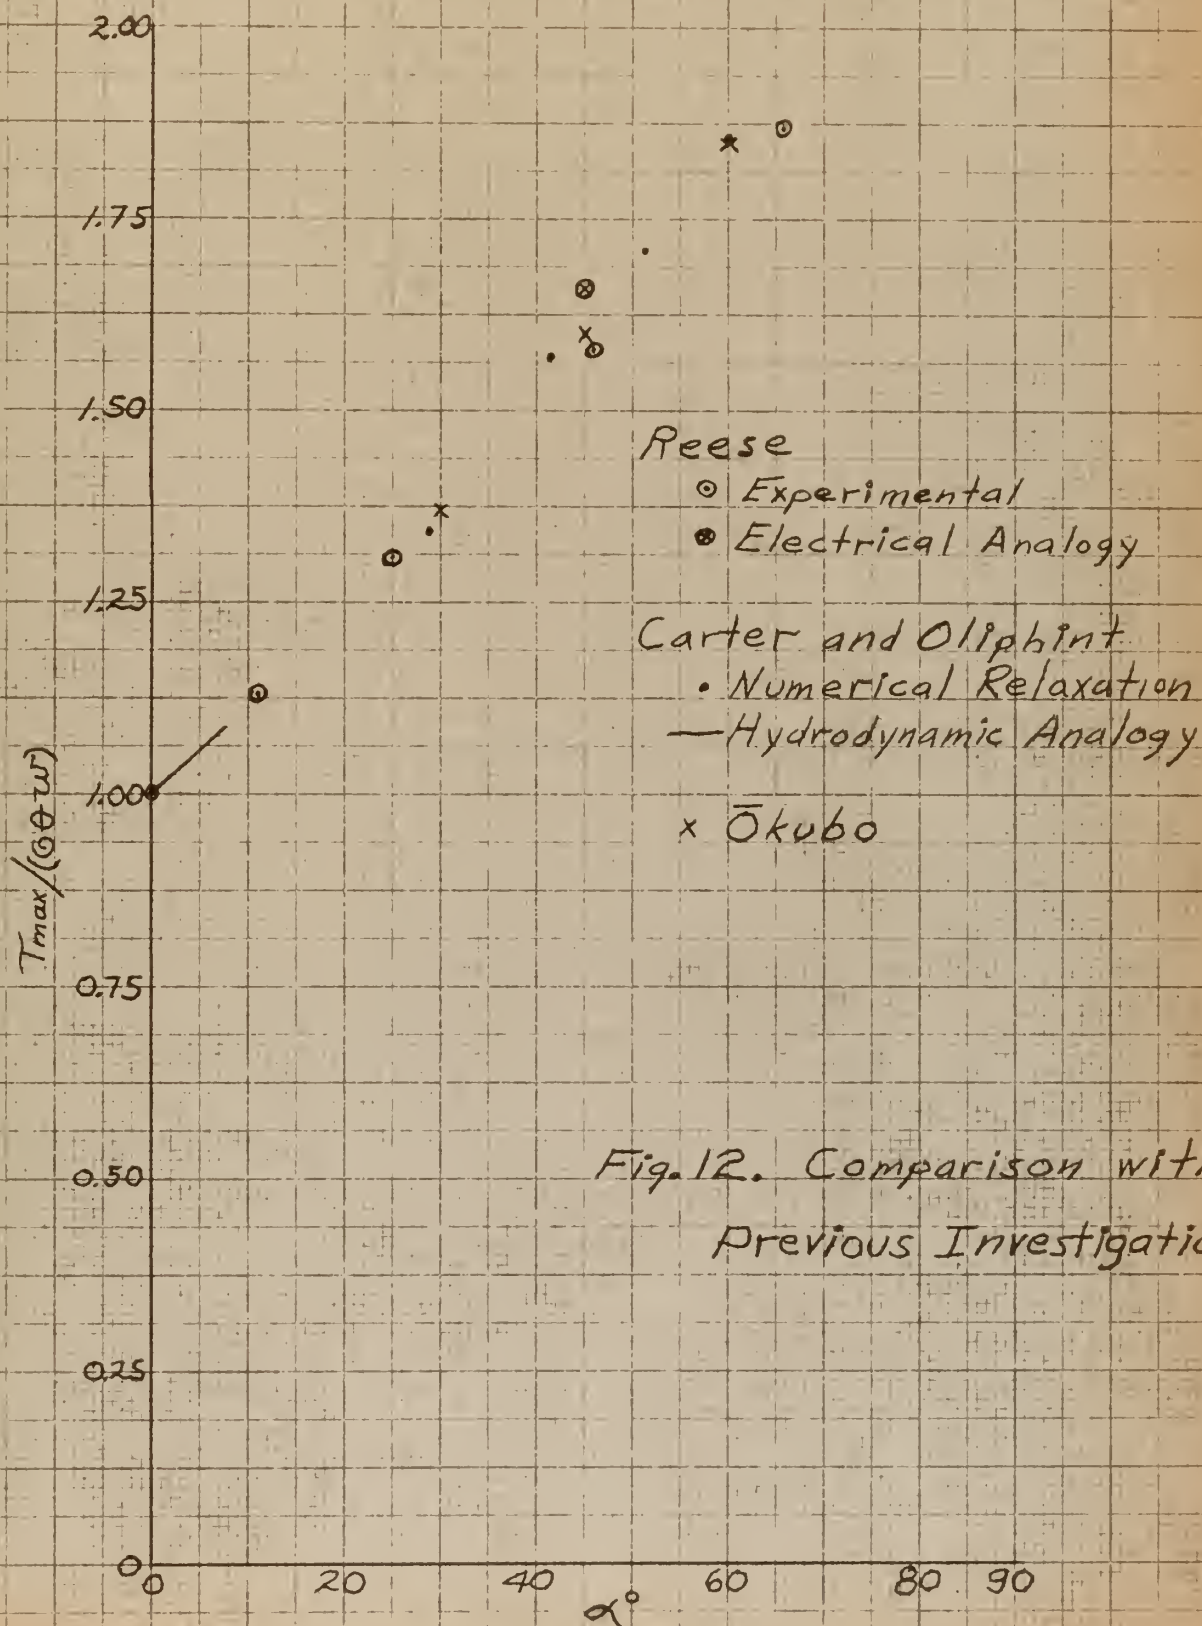 2.00
1.75
1.50
Reese
⊙ Experimental
⊗ Electrical Analogy
1.25
Carter and Oliphint
• Numerical Relaxation
— Hydrodynamic Analogy
1.00
x Ōkubo
Tmax/(GθW)
0.75
0.50
Fig. 12. Comparison with
Previous Investigatio
0.25
0
0 20 40 60 80 90
α°